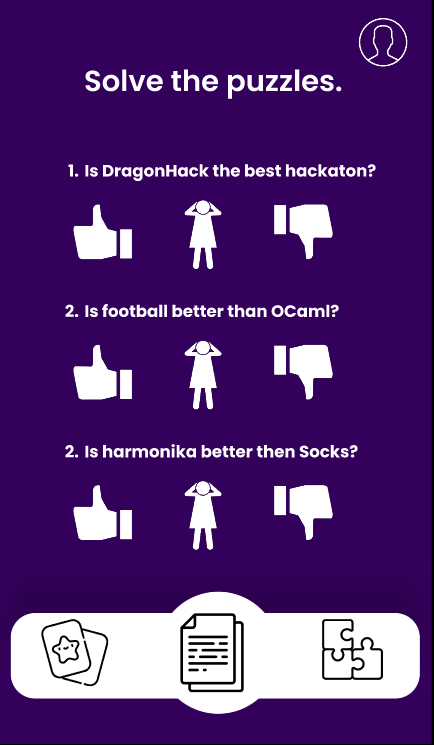 Solve the puzzles.
1. Is DragonHack the best hackaton?
2. Is football better than OCaml?
2. Is harmonika better then Socks?